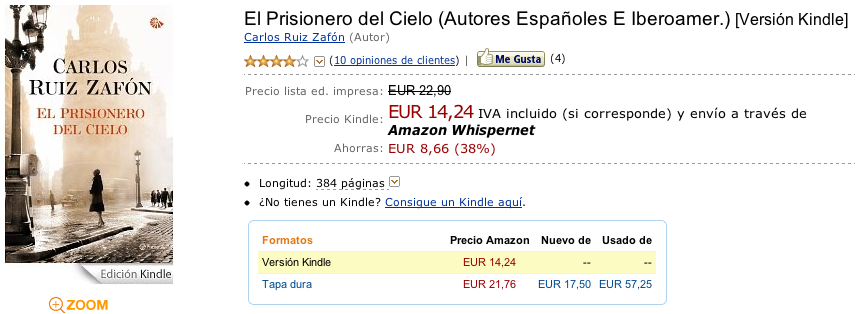 CARLOS
RUIZ ZAFÓN
EL PRISIONERO
DEL CIELO
Edición Kindle
ZOOM
El Prisionero del Cielo (Autores Españoles E Iberoamer.) [Versión Kindle]
Carlos Ruiz Zafón (Autor)
(10 opiniones de clientes) | Me Gusta (4)
Precio lista ed. impresa: EUR 22,90
Precio Kindle: EUR 14,24 IVA incluido (si corresponde) y envío a través de
Amazon Whispernet
Ahorras: EUR 8,66 (38%)
• Longitud: 384 páginas
• ¿No tienes un Kindle? Consigue un Kindle aquí.
Formatos Precio Amazon Nuevo de Usado de
Versión Kindle EUR 14,24 -- --
Tapa dura EUR 21,76 EUR 17,50 EUR 57,25